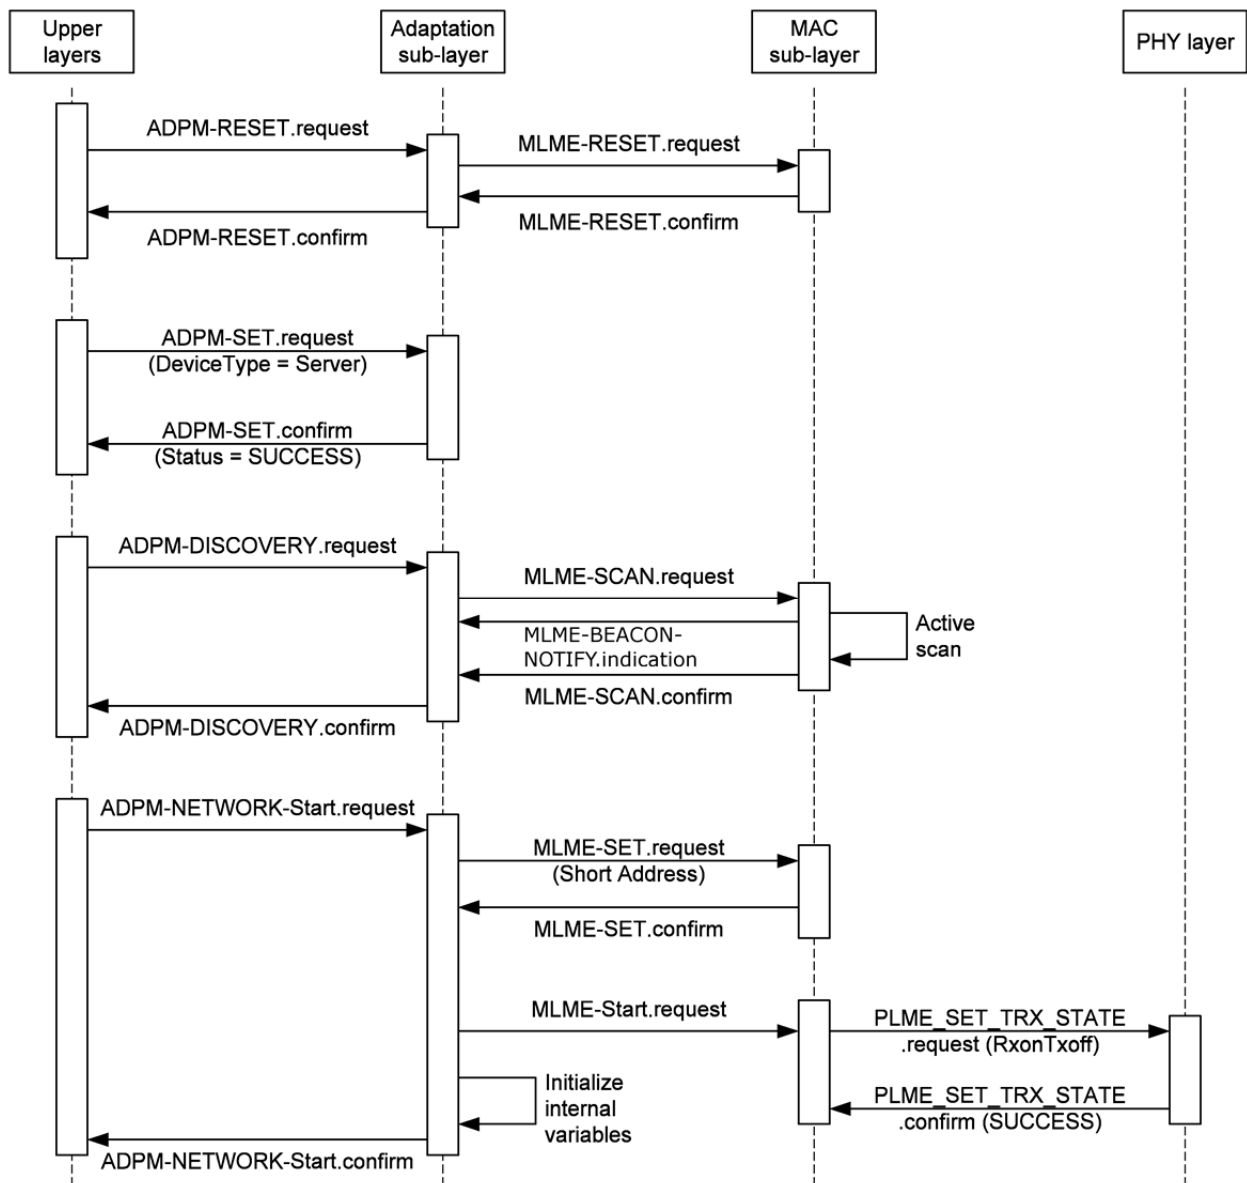 Upper
layers
Adaptation
sub-layer
MAC
sub-layer
PHY layer
ADPM-RESET.request
MLME-RESET.request
MLME-RESET.confirm
ADPM-RESET.confirm
ADPM-SET.request
(DeviceType = Server)
ADPM-SET.confirm
(Status = SUCCESS)
ADPM-DISCOVERY.request
MLME-SCAN.request
Active
scan
MLME-BEACON-
NOTIFY.indication
MLME-SCAN.confirm
ADPM-DISCOVERY.confirm
ADPM-NETWORK-Start.request
MLME-SET.request
(Short Address)
MLME-SET.confirm
MLME-Start.request
PLME_SET_TRX_STATE
.request (RxonTxoff)
Initialize
internal
variables
PLME_SET_TRX_STATE
.confirm (SUCCESS)
ADPM-NETWORK-Start.confirm